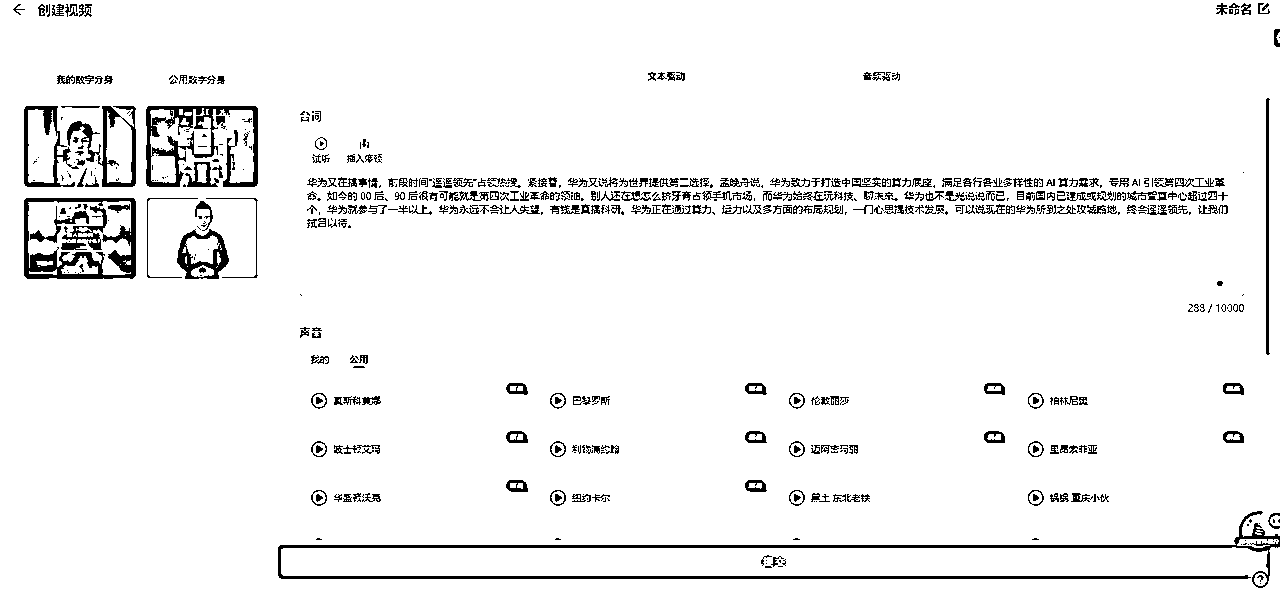 创建视频
未命名
我的数字分身
公用数字分身
文本驱动
音频驱动
台词
试听
插入停顿
华为又在搞事情，前段时间“遥遥领先”占领热搜。紧接着，华为又说将为世界提供第二选择。孟晚舟说，华为致力于打造中国坚实的算力底座，满足各行各业多样性的 AI 算力需求，专用 AI 引领第四次工业革
命。如今的 00 后、90 后很有可能就是第四次工业革命的领袖。别人还在想怎么挤牙膏占领手机市场，而华为始终在玩科技、聊未来。华为也不是光说说而已，目前国内已建成或规划的城市智算中心超过四十
个，华为就参与了一半以上。华为永远不会让人失望，有钱是真搞科研。华为正在通过算力、运力以及多方面的布局规划，一门心思搞技术发展。可以说现在的华为所到之处攻城略地，终会遥遥领先，让我们
拭目以待。
288 / 10000
声音
我的
公用
莫斯科黄娜
巴黎罗斯
伦敦丽莎
柏林尼奥
波士顿艾玛
利物浦约翰
迈阿密玛丽
里昂索菲亚
华盛顿沃克
纽约卡尔
黑土 东北老铁
锅锅 重庆小伙
提交